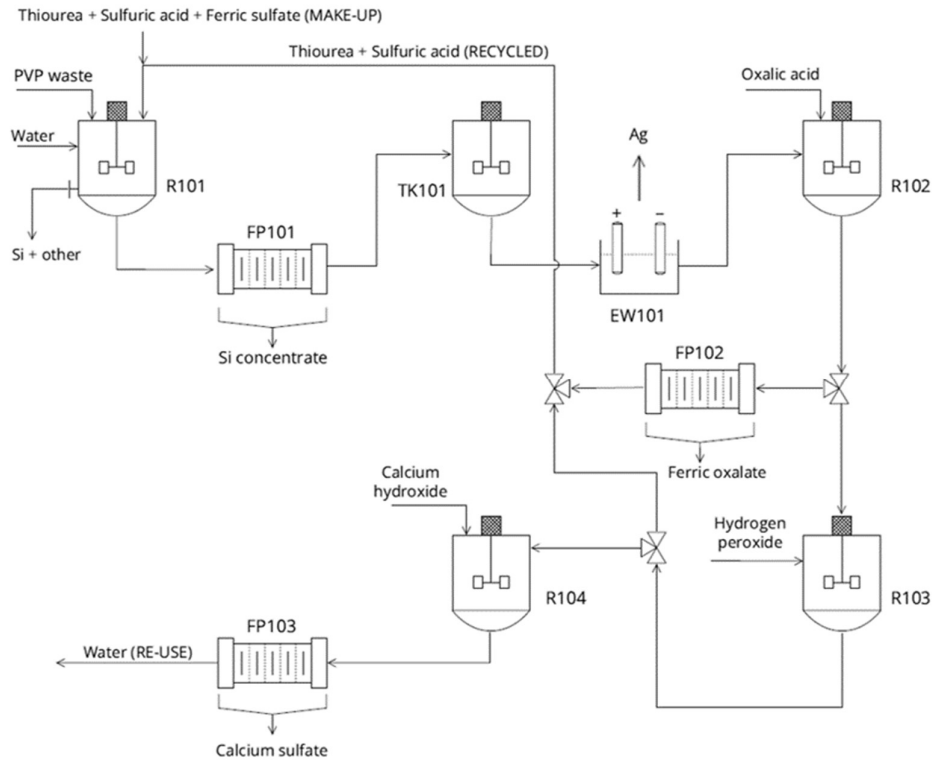 Thiourea + Sulfuric acid + Ferric sulfate (MAKE-UP)
Thiourea + Sulfuric acid (RECYCLED)
PVP waste
Oxalic acid
Water
Ag
R101
TK101
R102
+ −
Si + other
FP101
EW101
Si concentrate
FP102
Ferric oxalate
Calcium
hydroxide
Hydrogen
peroxide
R104
R103
FP103
Water (RE-USE)
Calcium sulfate